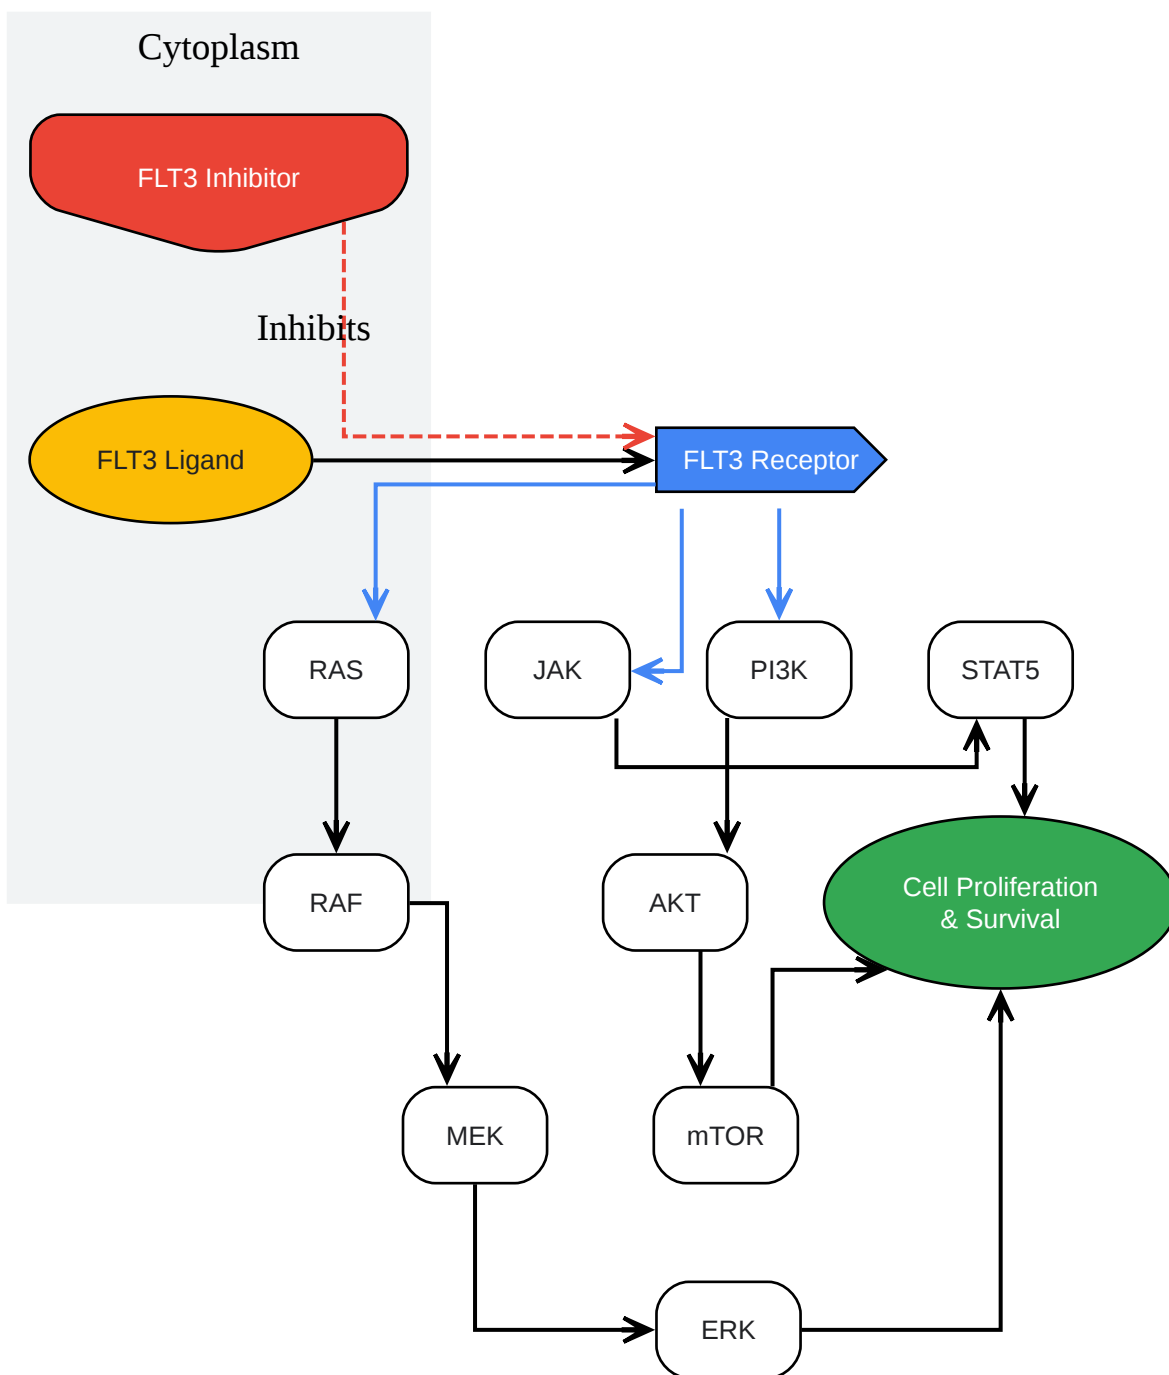 Cytoplasm
FLT3 Inhibitor
Inhibits
FLT3 Ligand
FLT3 Receptor
RAS
JAK
PI3K
STAT5
RAF
AKT
Cell Proliferation
& Survival
MEK
mTOR
ERK